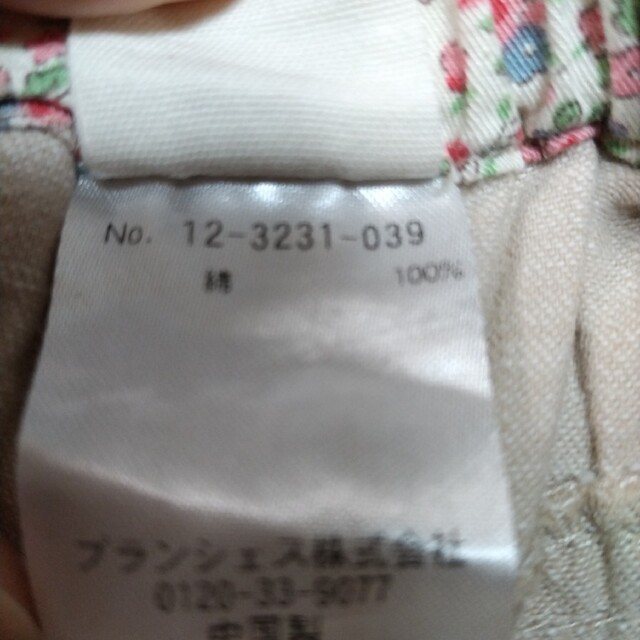 No. 12-3231-039
綿 100%
ブランシェス株式会社
0120-33-9077
中国製